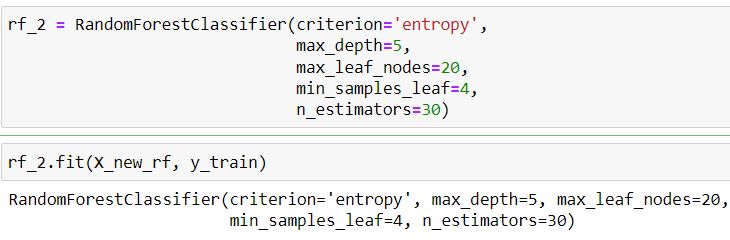 rf_2 = RandomForestClassifier(criterion='entropy',
max_depth=5,
max_leaf_nodes=20,
min_samples_leaf=4,
n_estimators=30)
rf_2.fit(X_new_rf, y_train)
RandomForestClassifier(criterion='entropy', max_depth=5, max_leaf_nodes=20,
min_samples_leaf=4, n_estimators=30)